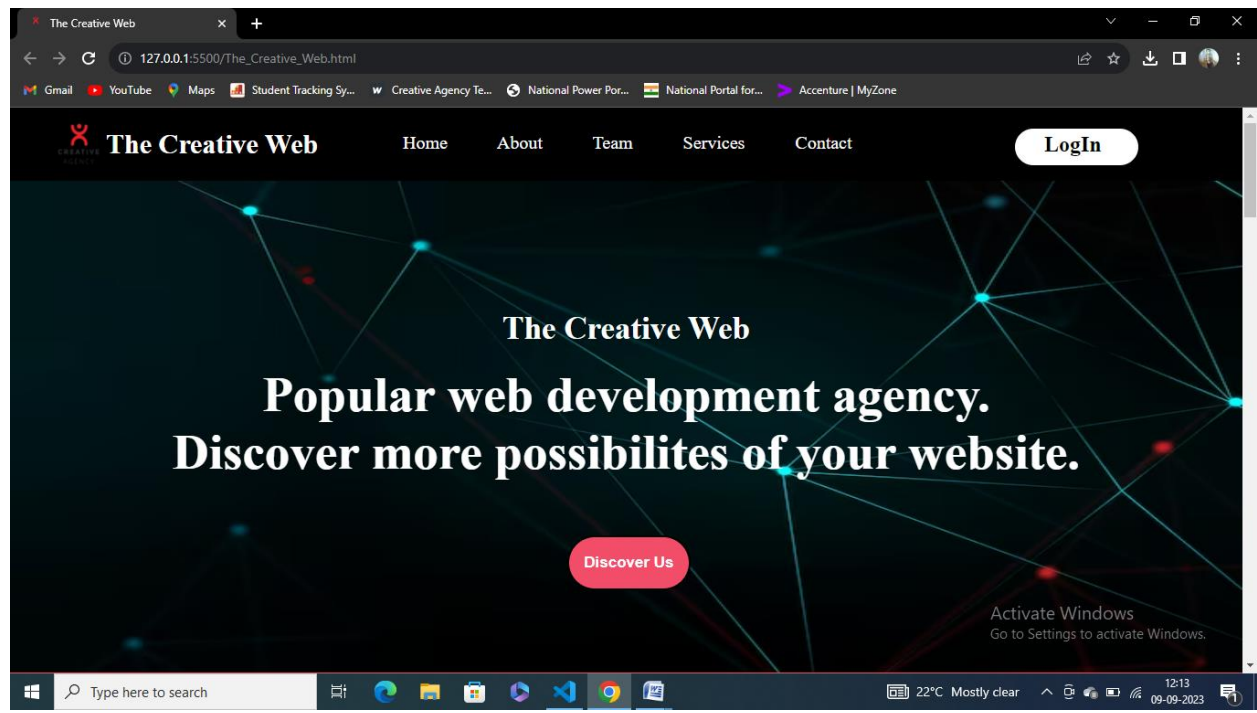 The Creative Web
127.0.0.1:5500/The_Creative_Web.html
Gmail YouTube Maps Student Tracking Sy... Creative Agency Te... National Power Por... National Portal for... Accenture | MyZone
CREATIVE
AGENCY
The Creative Web Home About Team Services Contact LogIn
The Creative Web
Popular web development agency.
Discover more possibilites of your website.
Discover Us
Activate Windows
Go to Settings to activate Windows.
Type here to search 22°C Mostly clear 12:13
09-09-2023 1